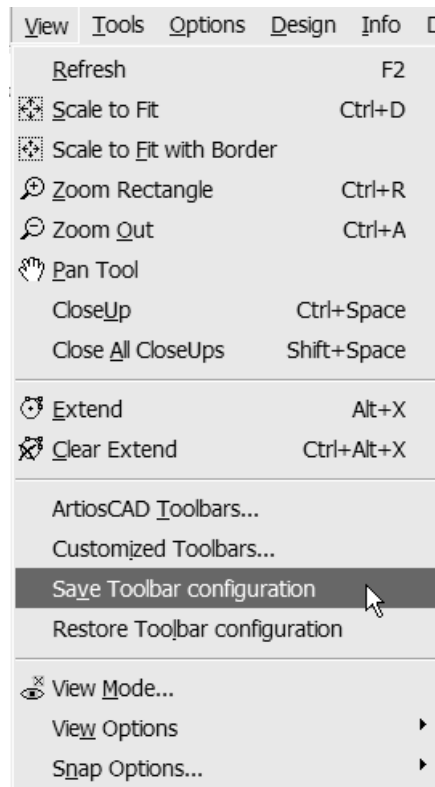 View Tools Options Design Info
Refresh F2
Scale to Fit Ctrl+D
Scale to Fit with Border
Zoom Rectangle Ctrl+R
Zoom Out Ctrl+A
Pan Tool
CloseUp Ctrl+Space
Close All CloseUps Shift+Space
Extend Alt+X
Clear Extend Ctrl+Alt+X
ArtiosCAD Toolbars...
Customized Toolbars...
Save Toolbar configuration
Restore Toolbar configuration
View Mode...
View Options
Snap Options...